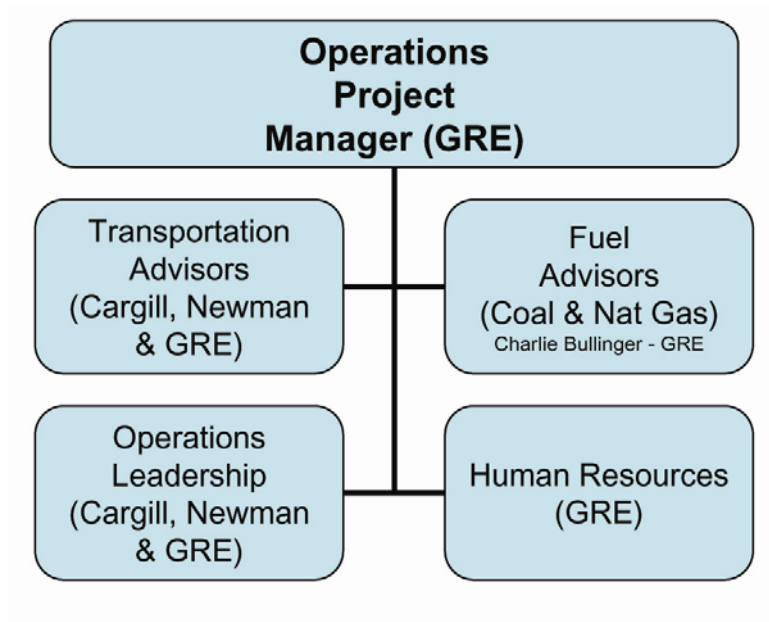 Operations
Project
Manager (GRE)
Transportation
Advisors
(Cargill, Newman
& GRE)
Fuel
Advisors
(Coal & Nat Gas)
Charlie Bullinger - GRE
Operations
Leadership
(Cargill, Newman
& GRE)
Human Resources
(GRE)